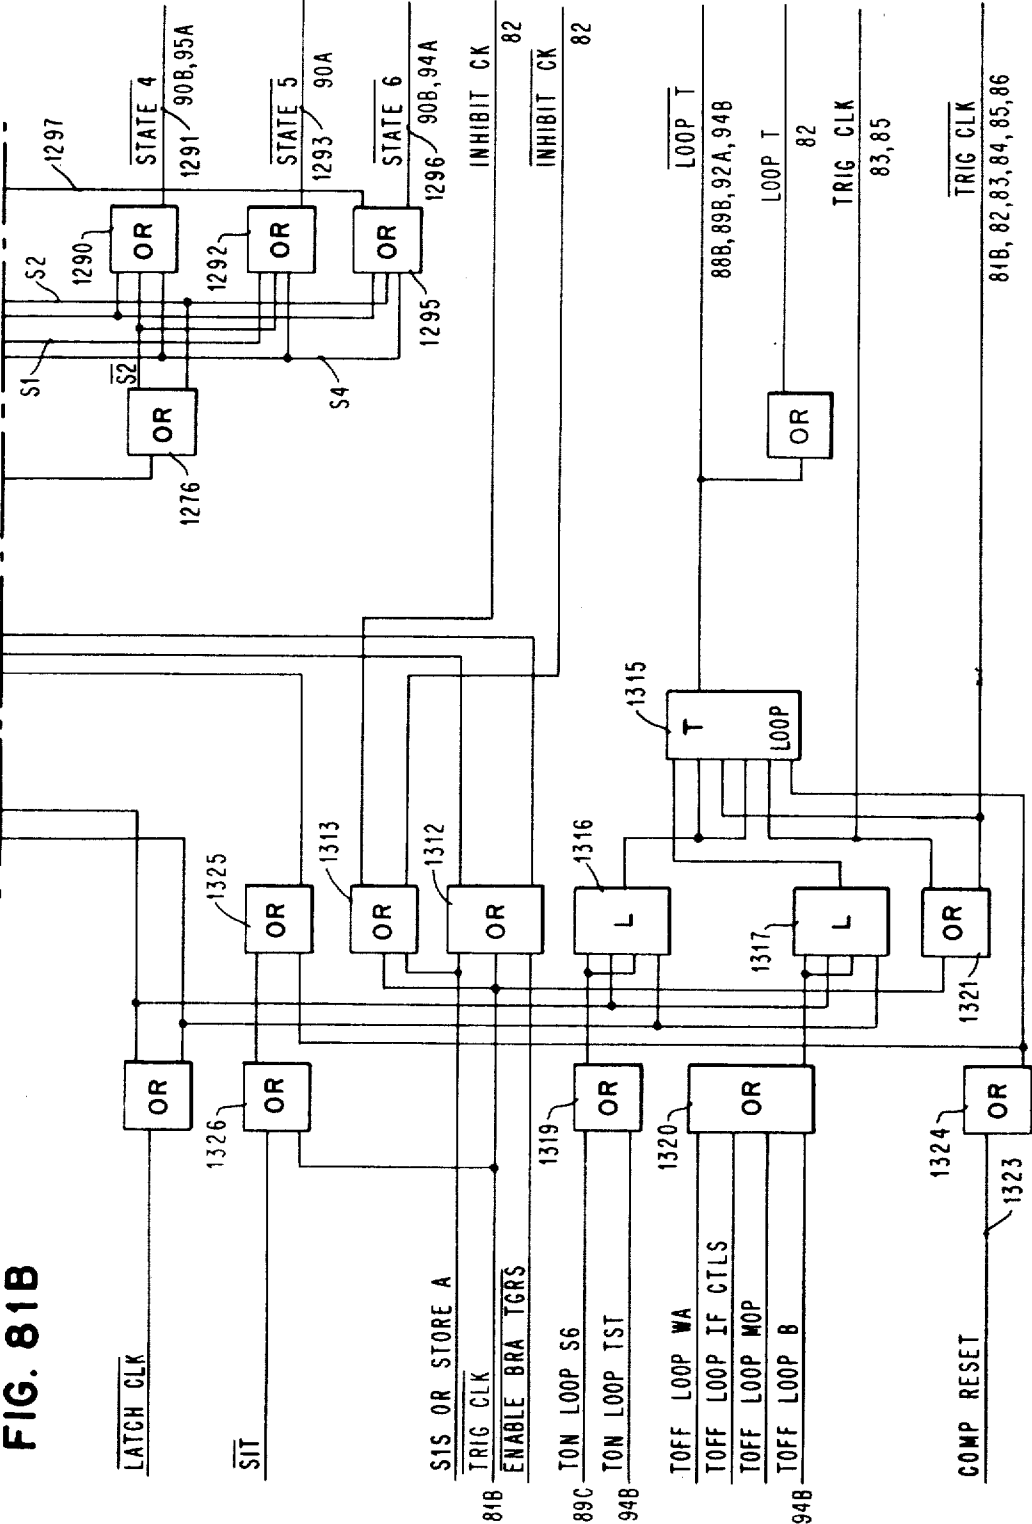 FIG. 81B
LATCH CLK
SIT
S1S OR STORE A
TRIG CLK
81B
ENABLE BRA TGRS
TON LOOP S6
89C
TON LOOP TST
94B
TOFF LOOP WA
TOFF LOOP IF CTLS
TOFF LOOP MOP
TOFF LOOP B
94B
COMP RESET
1323
OR
1326
OR
1319
OR
1320
OR
1324
OR
1325
OR
1313
OR
1312
OR
1316
L
1317
L
1321
OR
1315
T
LOOP
1276
OR
OR
S1
S2
S2
S4
1290
OR
1292
OR
1295
OR
1297
STATE 4
1291
90B, 95A
STATE 5
1293
90A
STATE 6
1296
90B, 94A
INHIBIT CK
82
INHIBIT CK
82
LOOP T
88B, 89B, 92A, 94B
LOOP T
82
TRIG CLK
83, 85
TRIG CLK
81B, 82, 83, 84, 85, 86